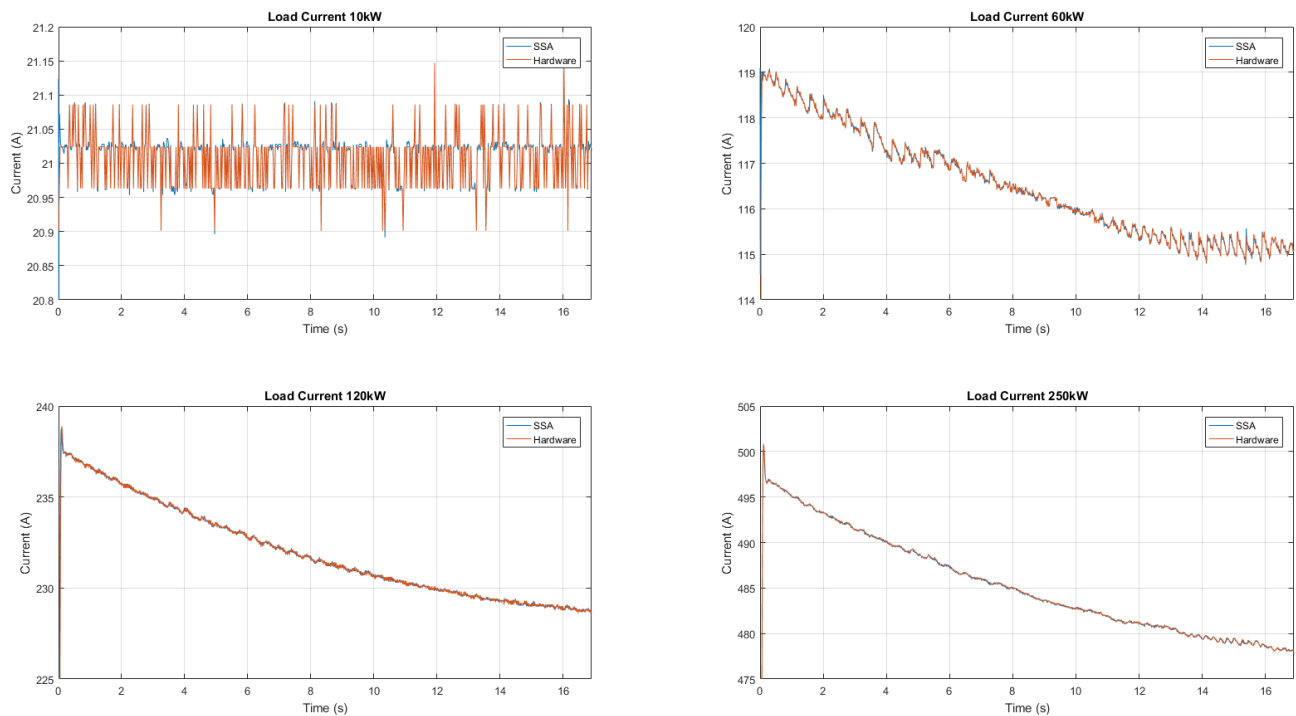 Load Current 10kW
21.2
21.15
21.1
21.05
21
20.95
20.9
20.85
20.8
Current (A)
0 2 4 6 8 10 12 14 16
Time (s)
SSA
Hardware
Load Current 60kW
120
119
118
117
116
115
114
Current (A)
0 2 4 6 8 10 12 14 16
Time (s)
SSA
Hardware
Load Current 120kW
240
235
230
225
Current (A)
0 2 4 6 8 10 12 14 16
Time (s)
SSA
Hardware
Load Current 250kW
505
500
495
490
485
480
475
Current (A)
0 2 4 6 8 10 12 14 16
Time (s)
SSA
Hardware